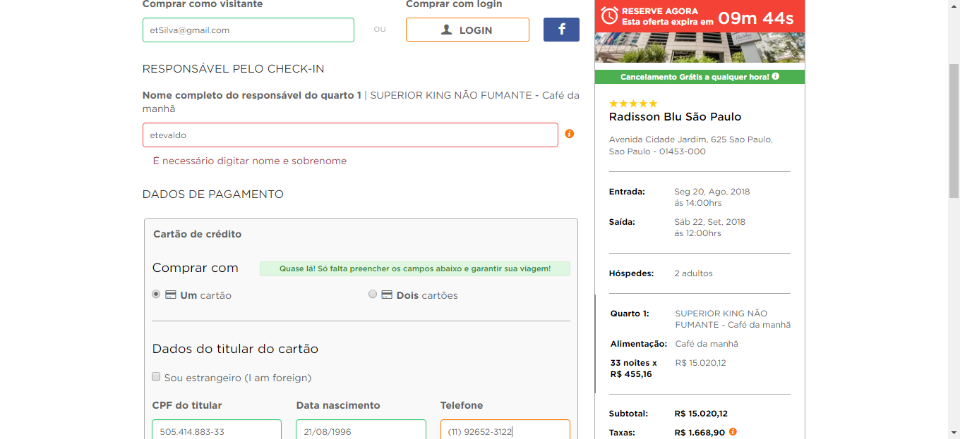 Comprar como visitante
Comprar com login
et5ilva@gmail.com
OU
LOGIN
f
RESPONSÁVEL PELO CHECK-IN
Nome completo do responsável do quarto 1 | SUPERIOR KING NÃO FUMANTE - Café da
manhã
etevaldo
É necessário digitar nome e sobrenome
DADOS DE PAGAMENTO
Cartão de crédito
Comprar com
Quase lá! Só falta preencher os campos abaixo e garantir sua viagem!
Um cartão
Dois cartões
Dados do titular do cartão
Sou estrangeiro (I am foreign)
CPF do titular
Data nascimento
Telefone
505.414.883-33
21/08/1996
(11) 92652-3122
RESERVE AGORA
Esta oferta expira em 09m 44s
Cancelamento Grátis a qualquer hora!
Radisson Blu São Paulo
Avenida Cidade Jardim, 625 Sao Paulo,
Sao Paulo - 01453-000
Entrada:
Seg 20, Ago, 2018
ás 14:00hrs
Saída:
Sáb 22, Set, 2018
ás 12:00hrs
Hóspedes:
2 adultos
Quarto 1:
SUPERIOR KING NÃO
FUMANTE - Café da manhã
Alimentação:
Café da manhã
33 noites x
R$ 455,16
R$ 15.020,12
Subtotal:
R$ 15.020,12
Taxas:
R$ 1.668,90